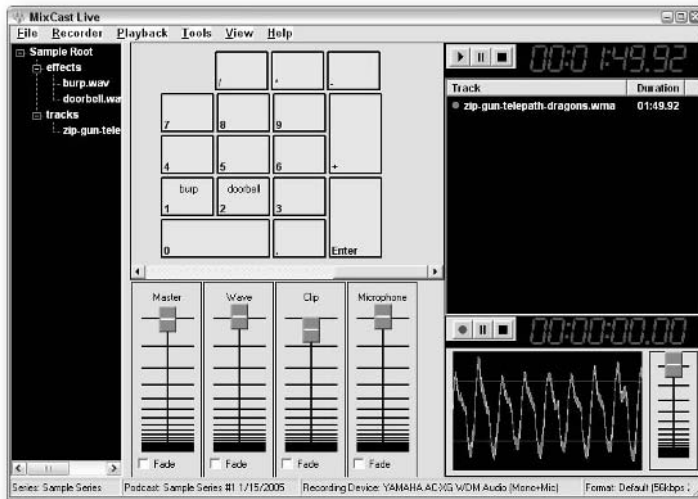 MixCast Live
File Recorder Playback Tools View Help
Sample Root
effects
burp.wav
doorbell.wa
tracks
zip-gun-tele
/ * -
7 8 9
4 5 6 +
burp doorbell
1 2 3
0 . Enter
00:01:49.92
Track Duration
zip-gun-telepath-dragons.wma 01:49.92
Master Wave Clip Microphone
Fade Fade Fade Fade
00:00:00.00
Series: Sample Series Podcast: Sample Series #1 1/15/2005 Recording Device: YAMAHA AC-XG WDM Audio (Mono+Mic) Format: Default (56kbps